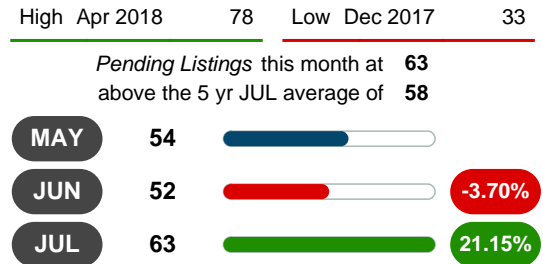 High Apr 2018 78 Low Dec 2017 33
Pending Listings this month at 63
above the 5 yr JUL average of 58
MAY 54
JUN 52 -3.70%
JUL 63 21.15%